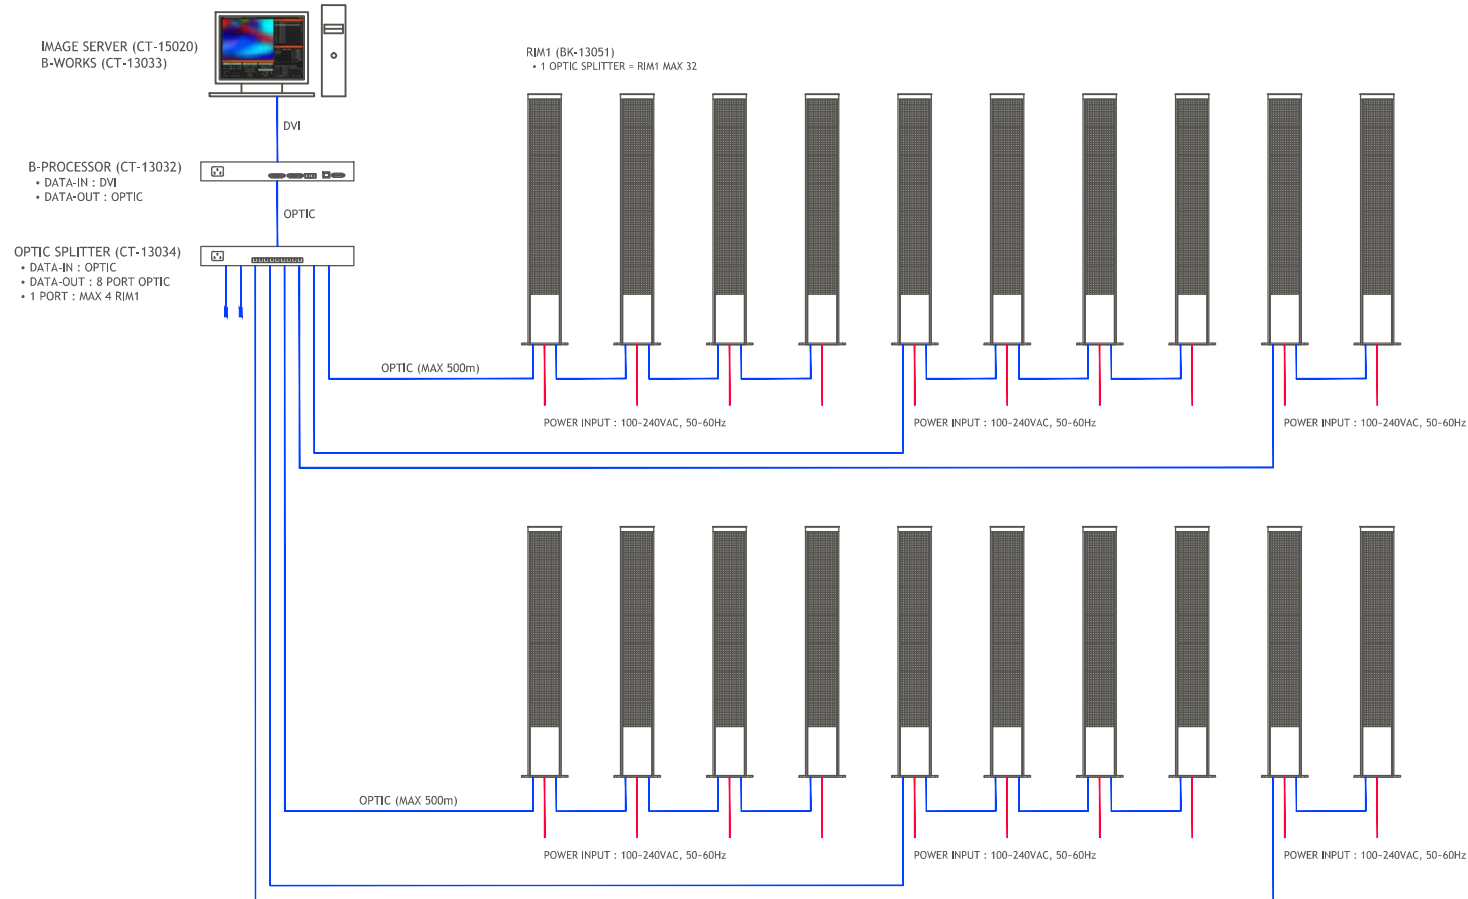 IMAGE SERVER (CT-15020)
B-WORKS (CT-13033)
DVI
B-PROCESSOR (CT-13032)
• DATA-IN : DVI
• DATA-OUT : OPTIC
OPTIC
OPTIC SPLITTER (CT-13034)
• DATA-IN : OPTIC
• DATA-OUT : 8 PORT OPTIC
• 1 PORT : MAX 4 RIM1
RIM1 (BK-13051)
• 1 OPTIC SPLITTER = RIM1 MAX 32
OPTIC (MAX 500m)
POWER INPUT : 100~240VAC, 50~60Hz
POWER INPUT : 100~240VAC, 50~60Hz
POWER INPUT : 100~240VAC, 50~60Hz
OPTIC (MAX 500m)
POWER INPUT : 100~240VAC, 50~60Hz
POWER INPUT : 100~240VAC, 50~60Hz
POWER INPUT : 100~240VAC, 50~60Hz